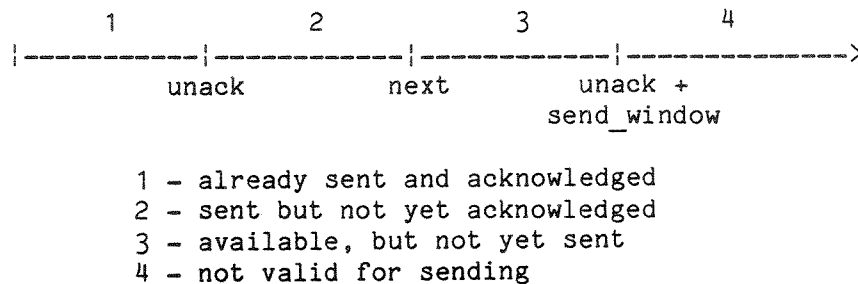 1 2 3 4
unack next unack +
send_window
1 - already sent and acknowledged
2 - sent but not yet acknowledged
3 - available, but not yet sent
4 - not valid for sending